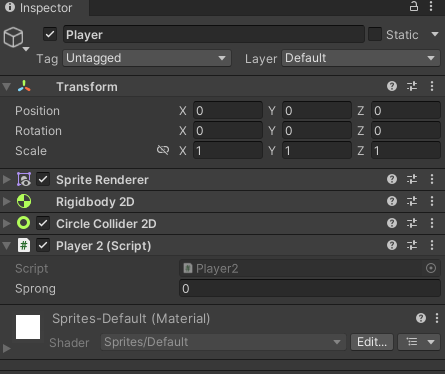 Inspector
Player Static
Tag Untagged Layer Default
Transform
Position X 0 Y 0 Z 0
Rotation X 0 Y 0 Z 0
Scale X 1 Y 1 Z 1
Sprite Renderer
Rigidbody 2D
Circle Collider 2D
# Player 2 (Script)
Script # Player2
Sprong 0
Sprites-Default (Material)
Shader Sprites/Default Edit...